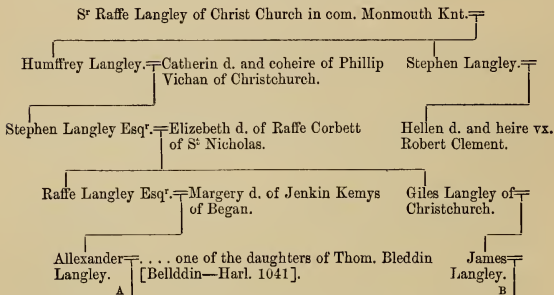 Sʳ Raffe Langley of Christ Church in com. Monmouth Knt.
Humffrey Langley. Catherin d. and coheire of Phillip
Vichan of Christchurch.
Stephen Langley.
Stephen Langley Esqʳ. Elizebeth d. of Raffe Corbett
of Sᵗ Nicholas.
Hellen d. and heire vx.
Robert Clement.
Raffe Langley Esqʳ. Margery d. of Jenkin Kemys
of Began.
Giles Langley of
Christchurch.
Allexander
Langley.
. . . . one of the daughters of Thom. Bleddin
[Bellddin—Harl. 1041].
James
Langley.
A
B